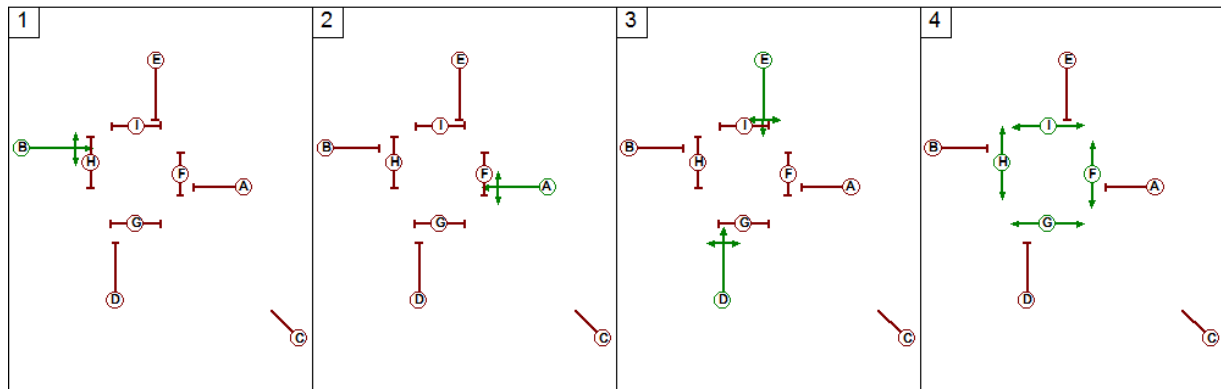 1 2 3 4
E E E E
I I I I
B B B B
H H H H
F F F F
A A A A
G G G G
D D D D
C C C C